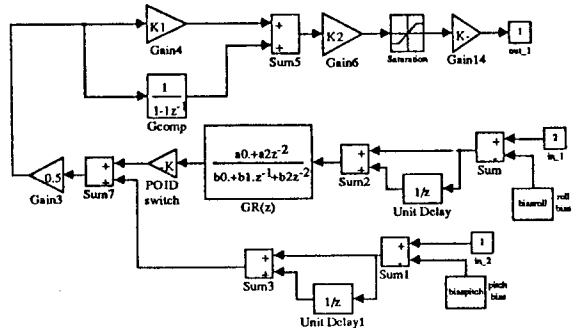 K1
Gain4
+
+
Sum5
K2
Gain6
Saturation
K-
Gain14
1
out_1
1
1-1z⁻¹
Gcomp
0.5
Gain3
+
+
Sum7
-K
POID
switch
a0.+a2z⁻²
b0.+b1.z⁻¹+b2z⁻²
GR(z)
+
+
Sum2
1/z
Unit Delay
+
-
Sum
2
in_1
biasroll
roll
bias
+
+
Sum3
1/z
Unit Delay1
+
-
Sum1
1
in_2
biaspitch
pitch
bias